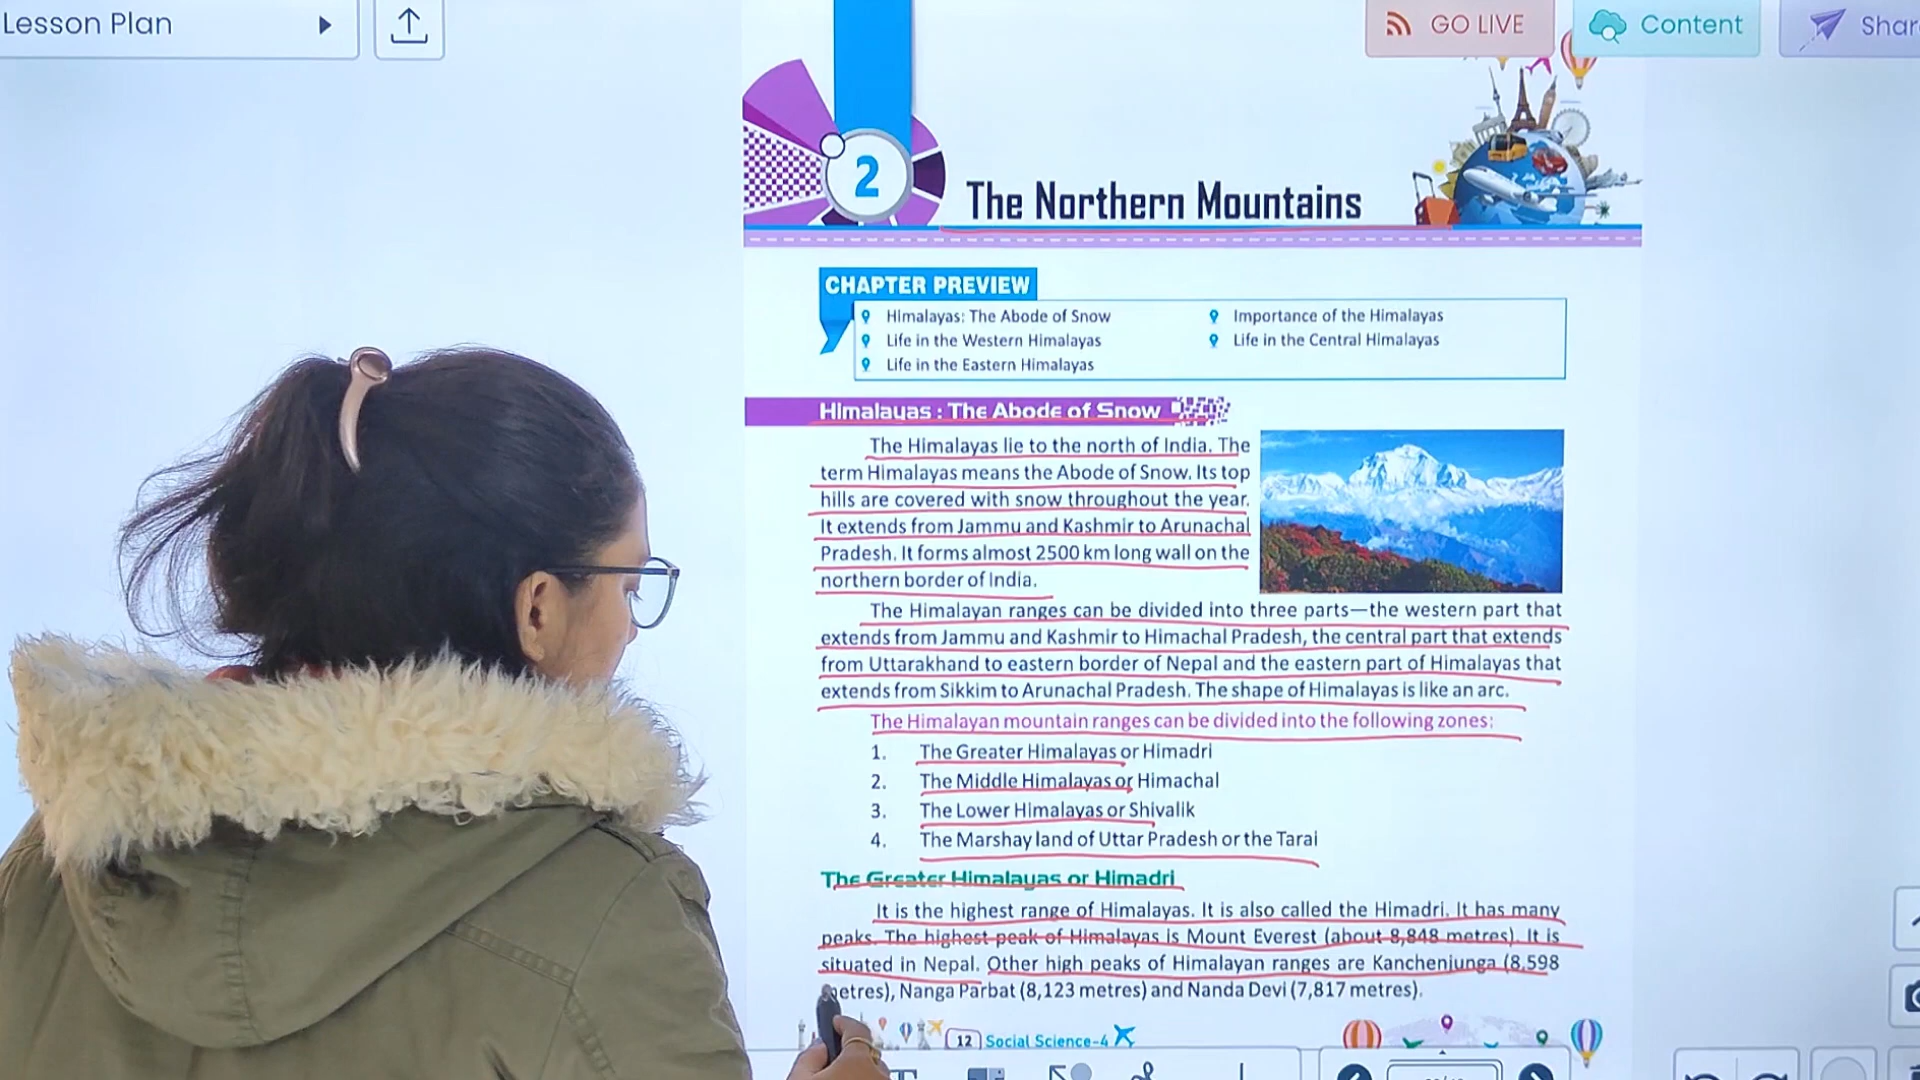 Lesson Plan
GO LIVE
Content
Shar
2
The Northern Mountains
CHAPTER PREVIEW
Himalayas: The Abode of Snow
Importance of the Himalayas
Life in the Western Himalayas
Life in the Central Himalayas
Life in the Eastern Himalayas
Himalayas : The Abode of Snow
The Himalayas lie to the north of India. The
term Himalayas means the Abode of Snow. Its top
hills are covered with snow throughout the year.
It extends from Jammu and Kashmir to Arunachal
Pradesh. It forms almost 2500 km long wall on the
northern border of India.
The Himalayan ranges can be divided into three parts—the western part that
extends from Jammu and Kashmir to Himachal Pradesh, the central part that extends
from Uttarakhand to eastern border of Nepal and the eastern part of Himalayas that
extends from Sikkim to Arunachal Pradesh. The shape of Himalayas is like an arc.
The Himalayan mountain ranges can be divided into the following zones:
1. The Greater Himalayas or Himadri
2. The Middle Himalayas or Himachal
3. The Lower Himalayas or Shivalik
4. The Marshay land of Uttar Pradesh or the Tarai
The Greater Himalayas or Himadri
It is the highest range of Himalayas. It is also called the Himadri. It has many
peaks. The highest peak of Himalayas is Mount Everest (about 8,848 metres). It is
situated in Nepal. Other high peaks of Himalayan ranges are Kanchenjunga (8,598
metres), Nanga Parbat (8,123 metres) and Nanda Devi (7,817 metres).
12 Social Science-4